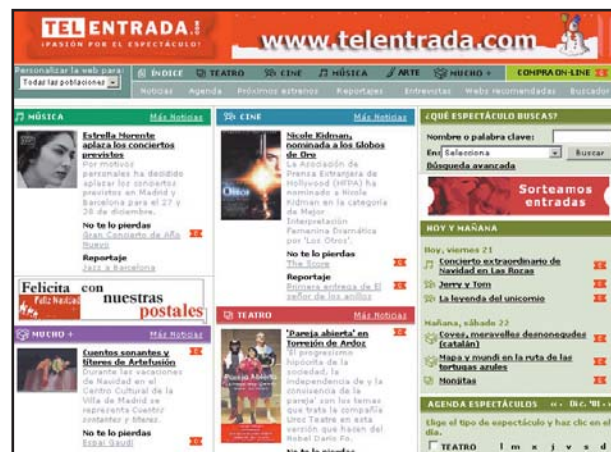 TEL ENTRADA.
¡PASIÓN POR EL ESPECTÁCULO!
www.telentrada.com
Personalizar la web para:
Todas las poblaciones
ÍNDICE TEATRO CINE MÚSICA ARTE MUCHO + COMPRA ON-LINE
Noticias Agenda Próximos estrenos Reportajes Entrevistas Webs recomendadas Buscador
MÚSICA Más Noticias
Estrella Morente
aplaza los conciertos
previstos
Por motivos
personales ha decidido
aplazar los conciertos
previstos en Madrid y
Barcelona para el 27 y
28 de diciembre.
No te lo pierdas
Gran Concierto de Año
Nuevo
Reportaje
Jazz a Barcelona
Felicita con
nuestras
postales
Feliz Navidad
MUCHO + Más Noticias
Cuentos sonantes y
títeres de Artefusión
Durante las vacaciones
de Navidad en el
Centro Cultural de la
Villa de Madrid se
representa Cuentos
sonantes y títeres.
No te lo pierdas
Espai Gaudí
CINE Más Noticias
Nicole Kidman,
nominada a los Globos
de Oro
La Asociación de
Prensa Extranjera de
Hollywood (HFPA) ha
nominado a Nicole
Kidman en la categoría
de Mejor
Interpretación
Femenina Dramática
por 'Los Otros'.
Otros
No te lo pierdas
The Score
Reportaje
Primera entrega de El
señor de los anillos
TEATRO Más Noticias
'Pareja abierta' en
Torrejón de Ardoz
'El progresismo
hipócrita de la
sociedad, la
independencia de y la
convivencia de la
pareja' son los temas
que trata la compañía
Uroc Teatre en esta
versión que hacen del
Nobel Dario Fo.
No te lo pierdas
¿QUÉ ESPECTÁCULO BUSCAS?
Nombre o palabra clave:
En: Selecciona Buscar
Búsqueda avanzada
Sorteamos
entradas
HOY Y MAÑANA
Hoy, viernes 21
Concierto extraordinario de
Navidad en Las Rozas
Jerry y Tom
La leyenda del unicornio
Mañana, sábado 22
Coves, meravelles desnonegudes
(catalán)
Mapa y mundi en la ruta de las
tortugas azules
Monjitas
AGENDA ESPECTÁCULOS Dic. '01
Elige el tipo de espectáculo y haz clic en el
día.
TEATRO l m x j v s d